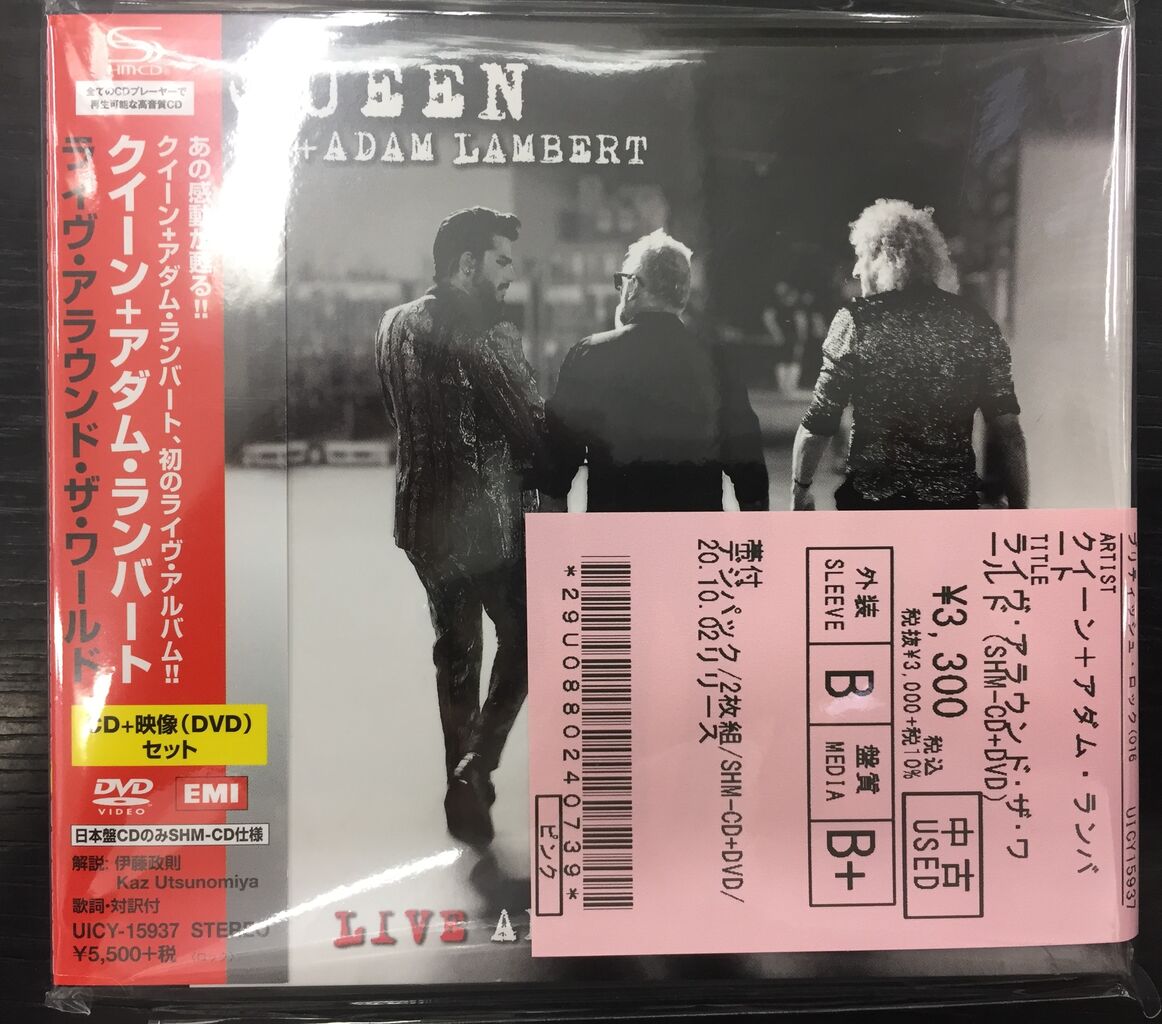 SHM-CD
全てのCDプレーヤーで
再生可能な高音質CD
あの感動が甦る!!
クイーン+アダム・ランバート、初のライヴ・アルバム!!
クイーン+アダム・ランバート
ライヴ・アラウンド・ザ・ワールド
CD+映像(DVD)
セット
DVD
VIDEO
EMI
日本盤CDのみSHM-CD仕様
解説: 伊藤政則
Kaz Utsunomiya
歌詞・対訳付
UICY-15937 STEREO
¥5,500+税 (ロック)
QUEEN
+ADAM LAMBERT
LIVE
ブリティッシュ・ロック(016 UICY15937
ARTIST
クイーン+アダム・ランバ
ート
TITLE
ライヴ・アラウンド・ザ・ワ
ールド (SHM-CD+DVD)
¥3,300 税込
税抜¥3,000+税10%
中古
USED
外装
SLEEVE
B
盤質
MEDIA
B+
帯付
デジパック/2枚組/SHM-CD+DVD/
20.10.02リリース
*29U088024​0739*
ピンク